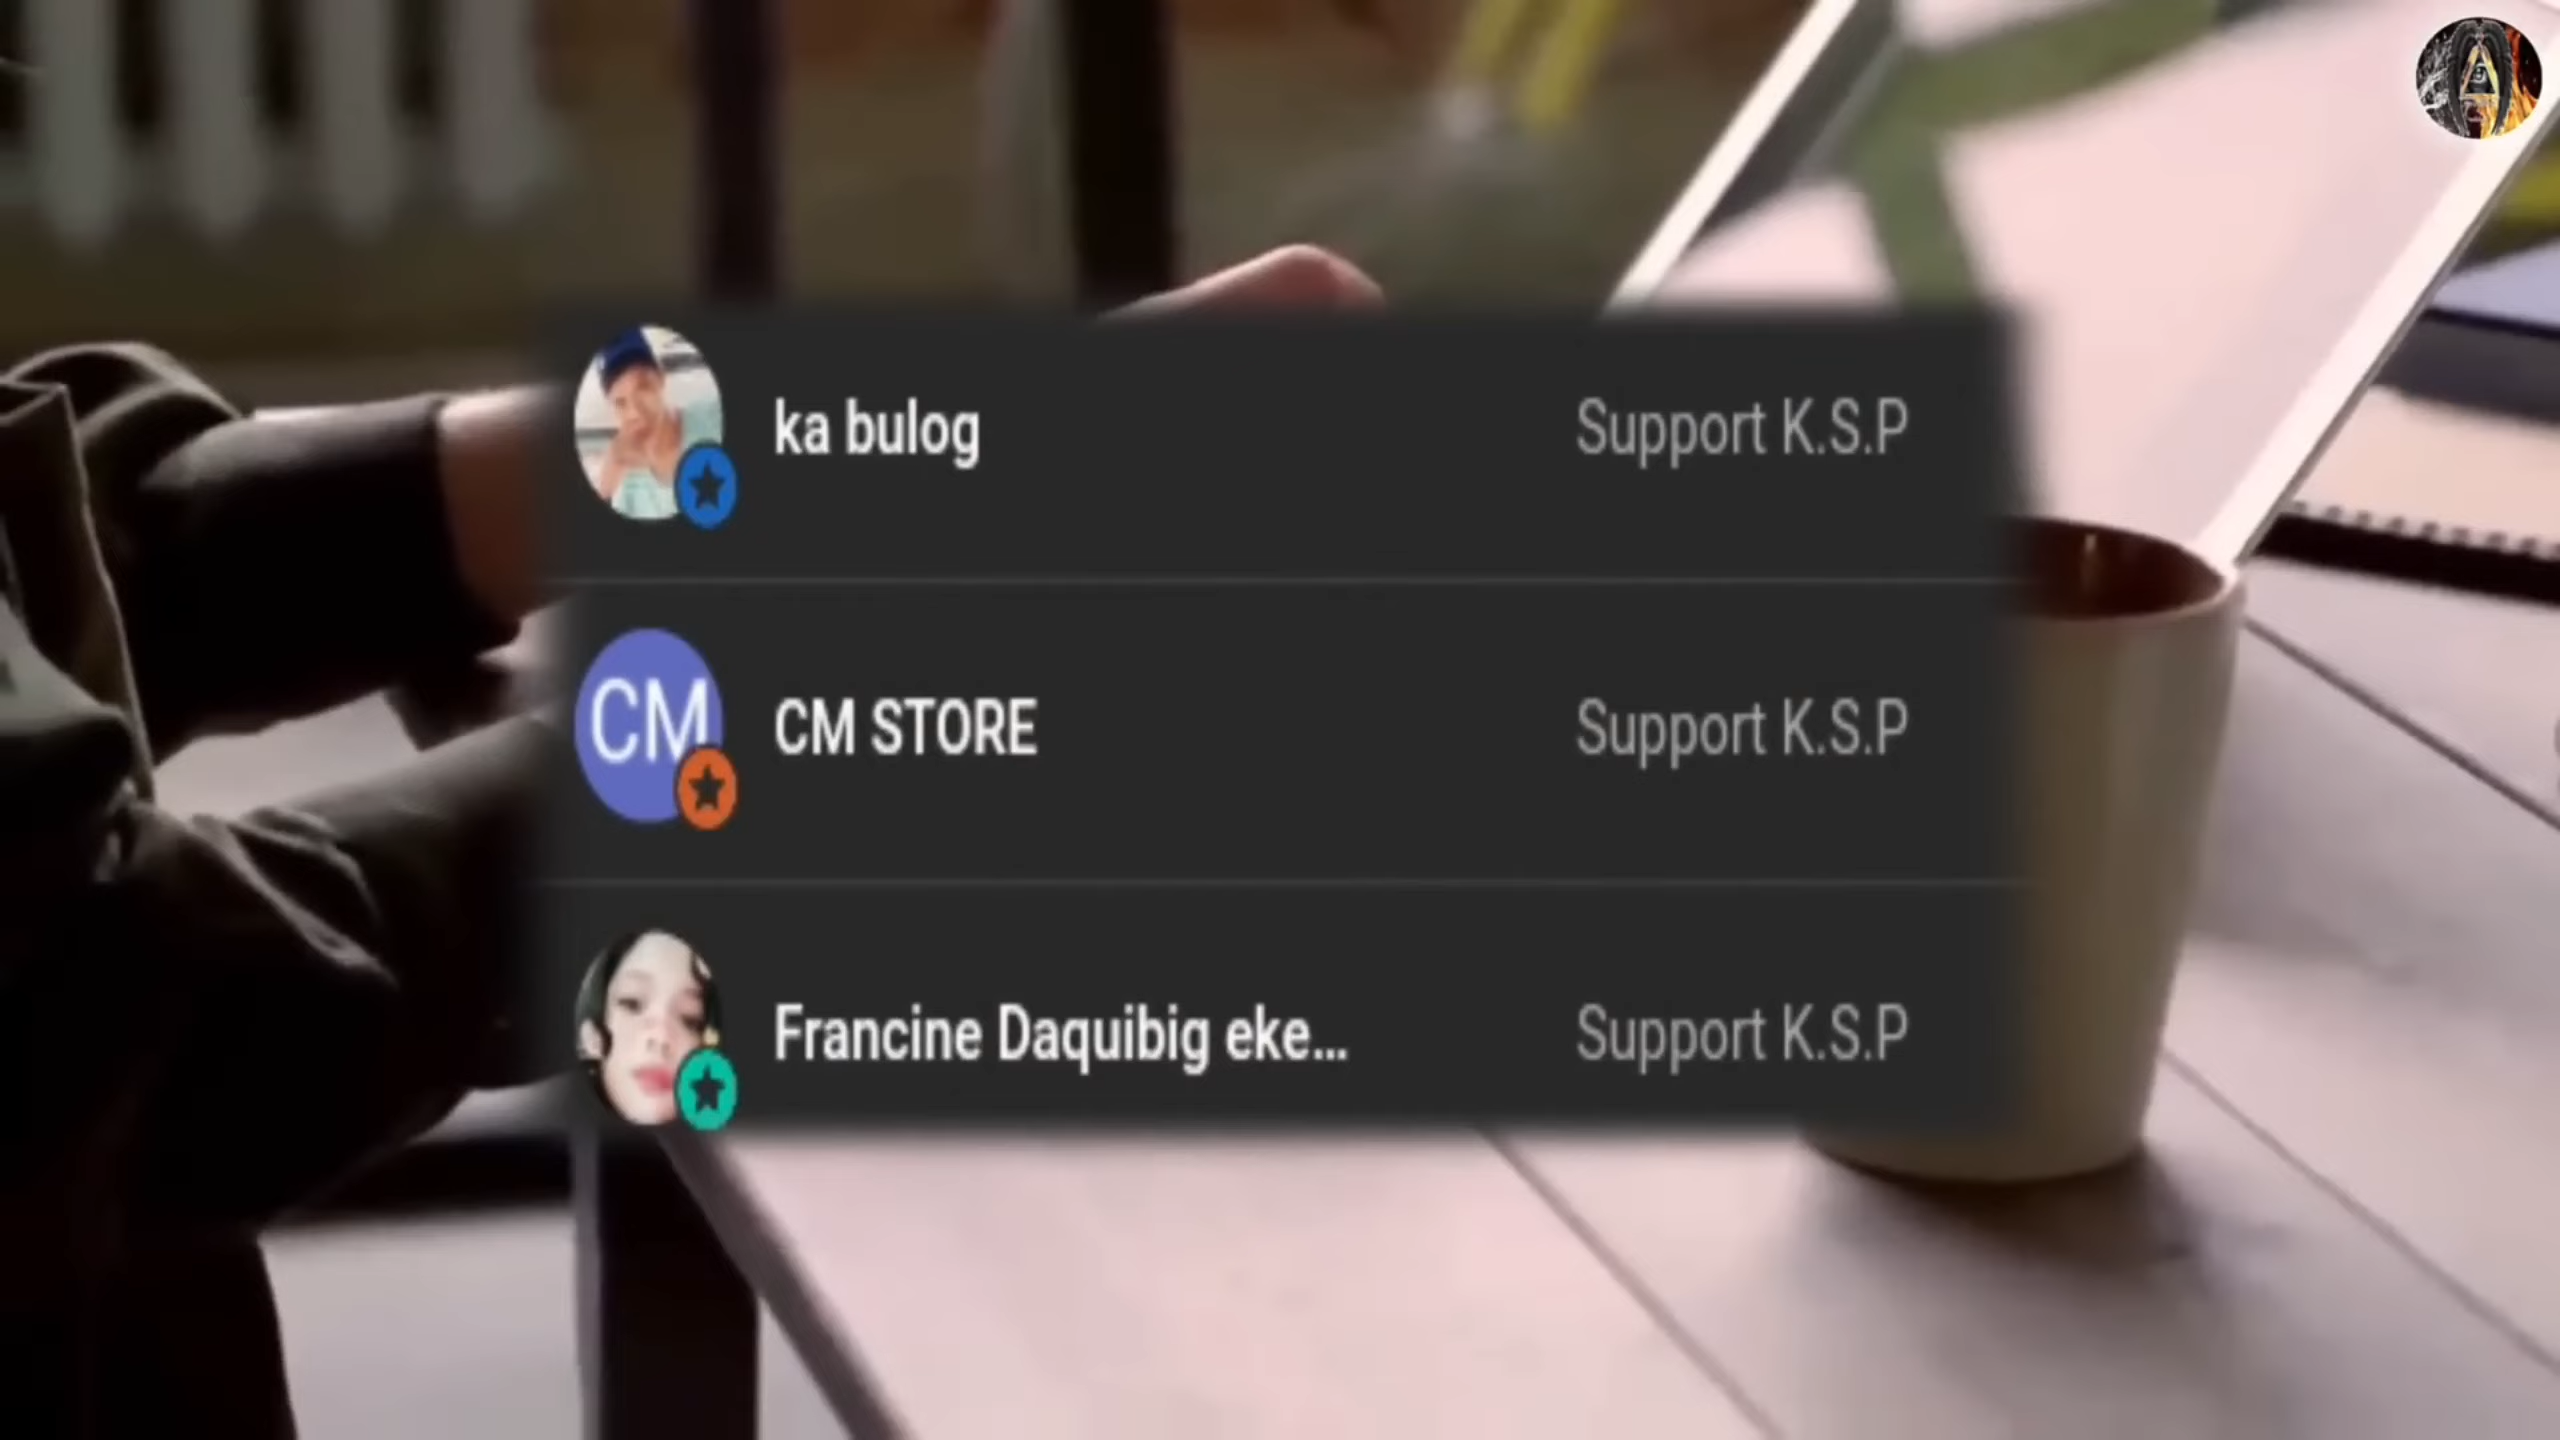 ka bulog Support K.S.P
CM CM STORE Support K.S.P
Francine Daquibig eke... Support K.S.P